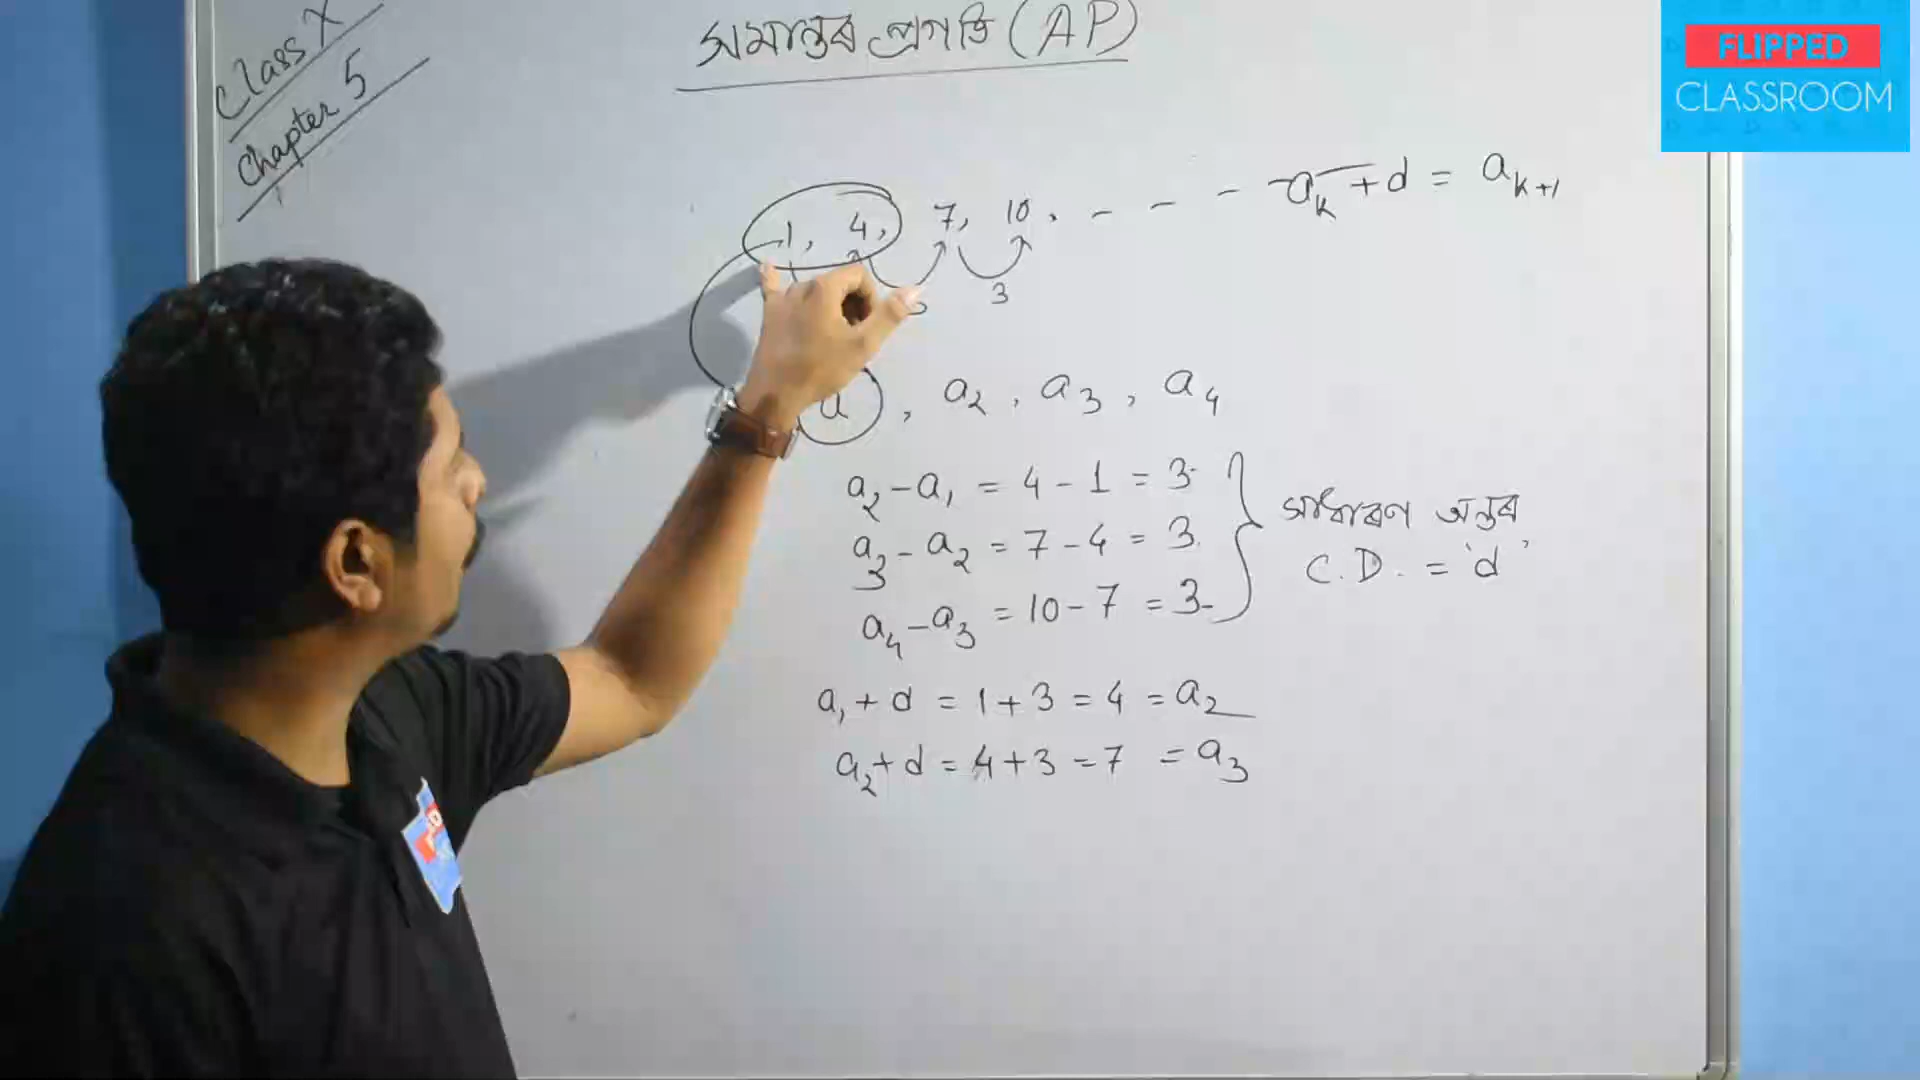 Class X
Chapter 5
সমান্তৰ প্ৰগতি (AP)
FLIPPED
CLASSROOM
1, 4, 7, 10, - - - aₖ + d = aₖ₊₁
3
a, a₂, a₃, a₄
a₂ - a₁ = 4 - 1 = 3
a₃ - a₂ = 7 - 4 = 3
a₄ - a₃ = 10 - 7 = 3
সাধাৰণ অন্তৰ
C.D. = 'd'
a₁ + d = 1 + 3 = 4 = a₂
a₂ + d = 4 + 3 = 7 = a₃